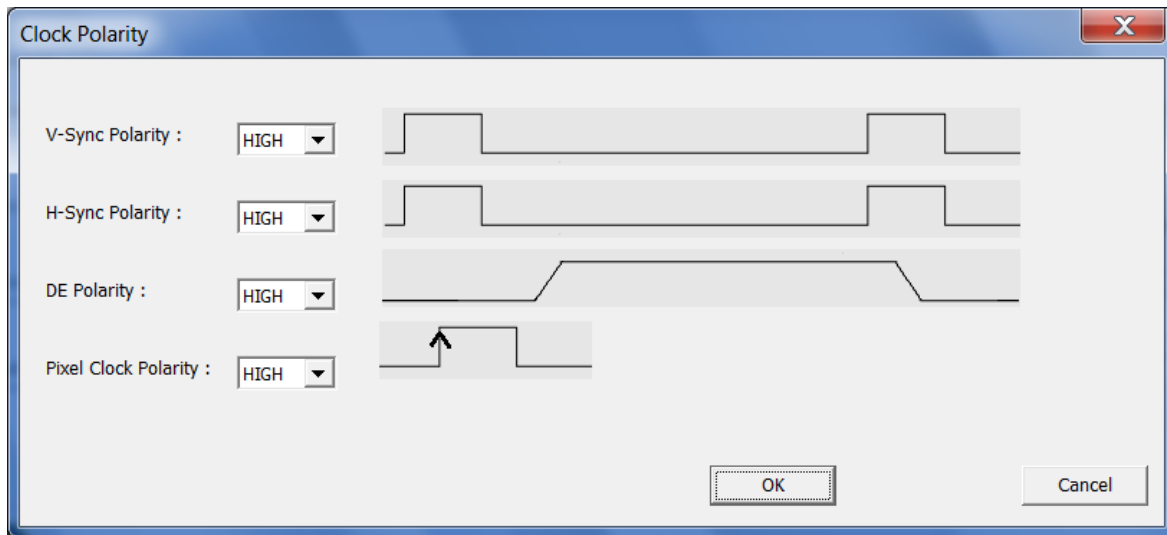 Clock Polarity
X
V-Sync Polarity : HIGH
H-Sync Polarity : HIGH
DE Polarity : HIGH
Pixel Clock Polarity : HIGH
OK Cancel